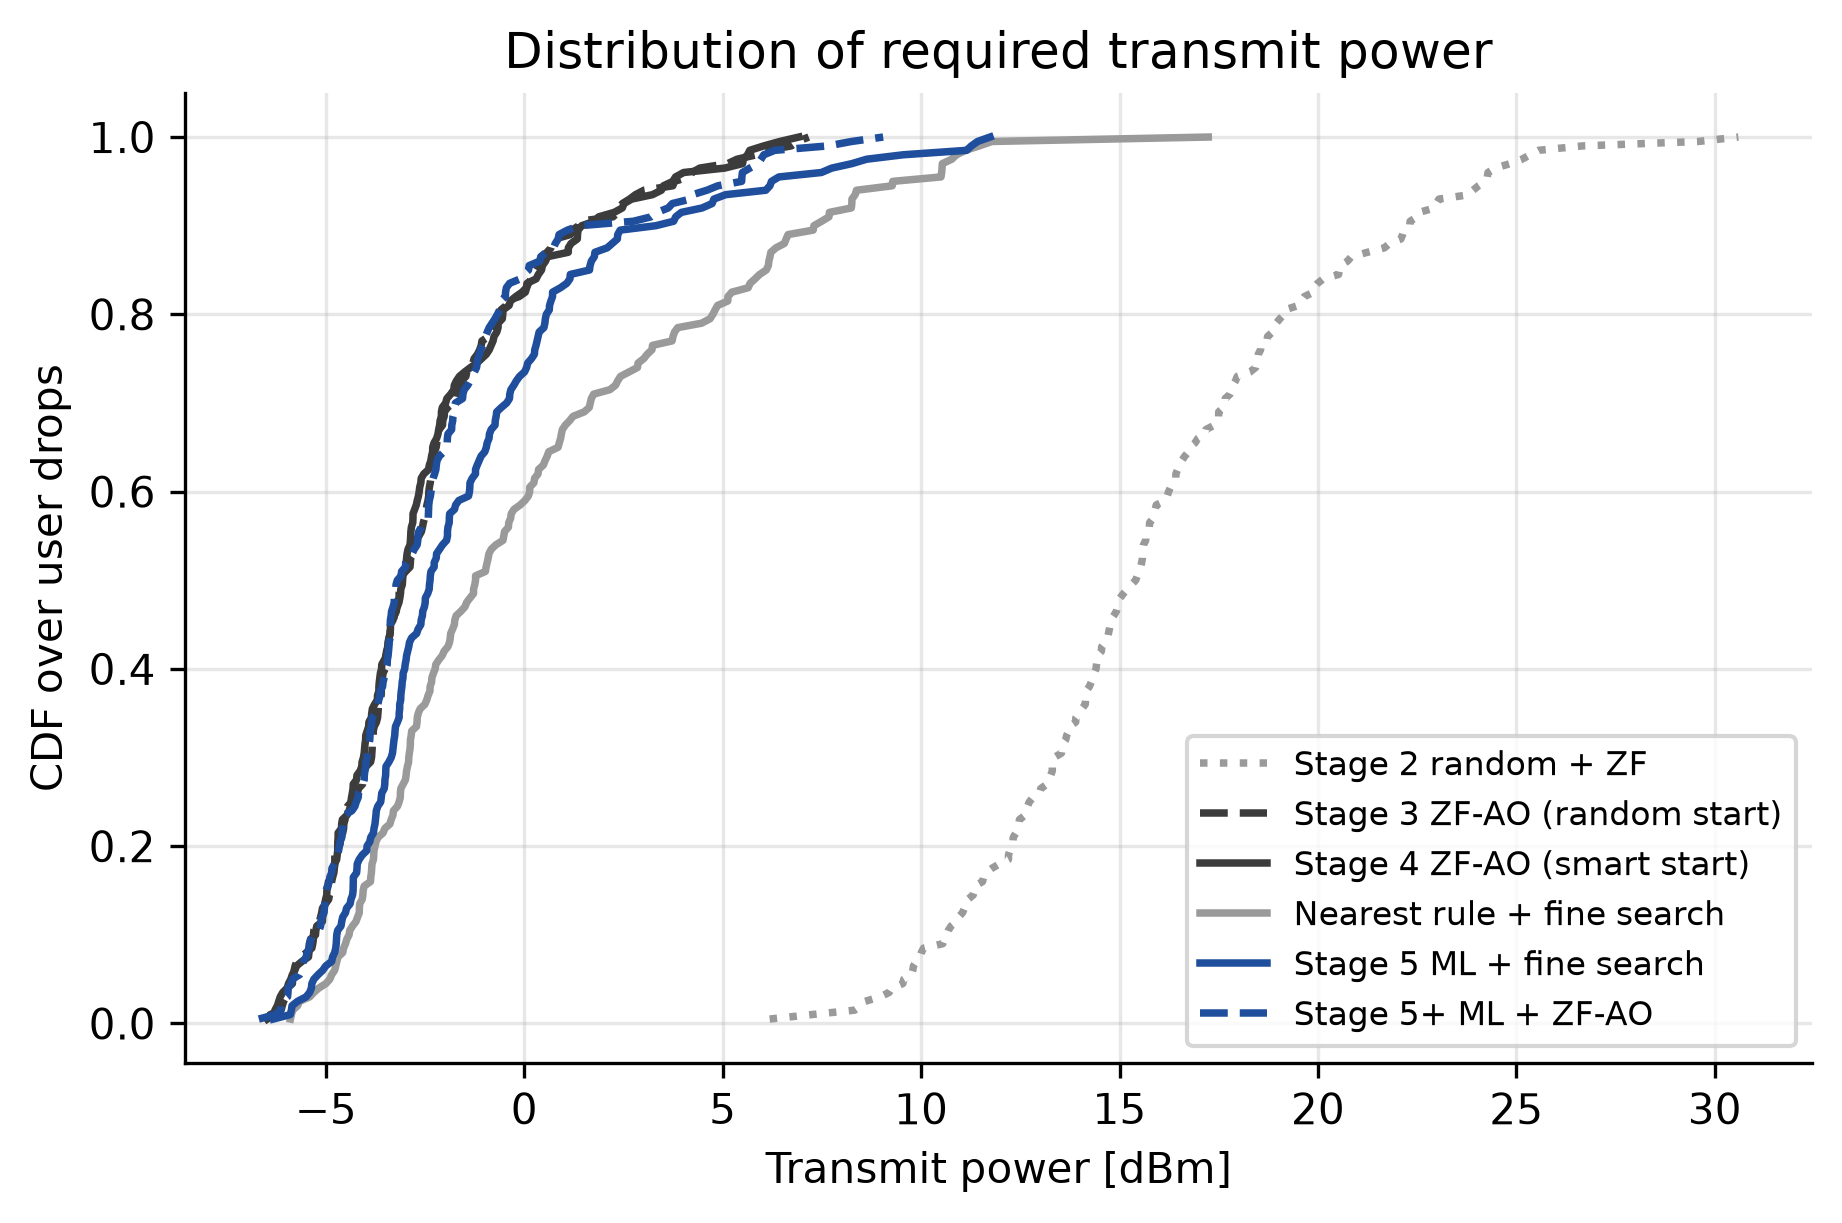 Distribution of required transmit power
CDF over user drops
1.0
0.8
0.6
0.4
0.2
0.0
Stage 2 random + ZF
Stage 3 ZF-AO (random start)
Stage 4 ZF-AO (smart start)
Nearest rule + fine search
Stage 5 ML + fine search
Stage 5+ ML + ZF-AO
−5 0 5 10 15 20 25 30
Transmit power [dBm]